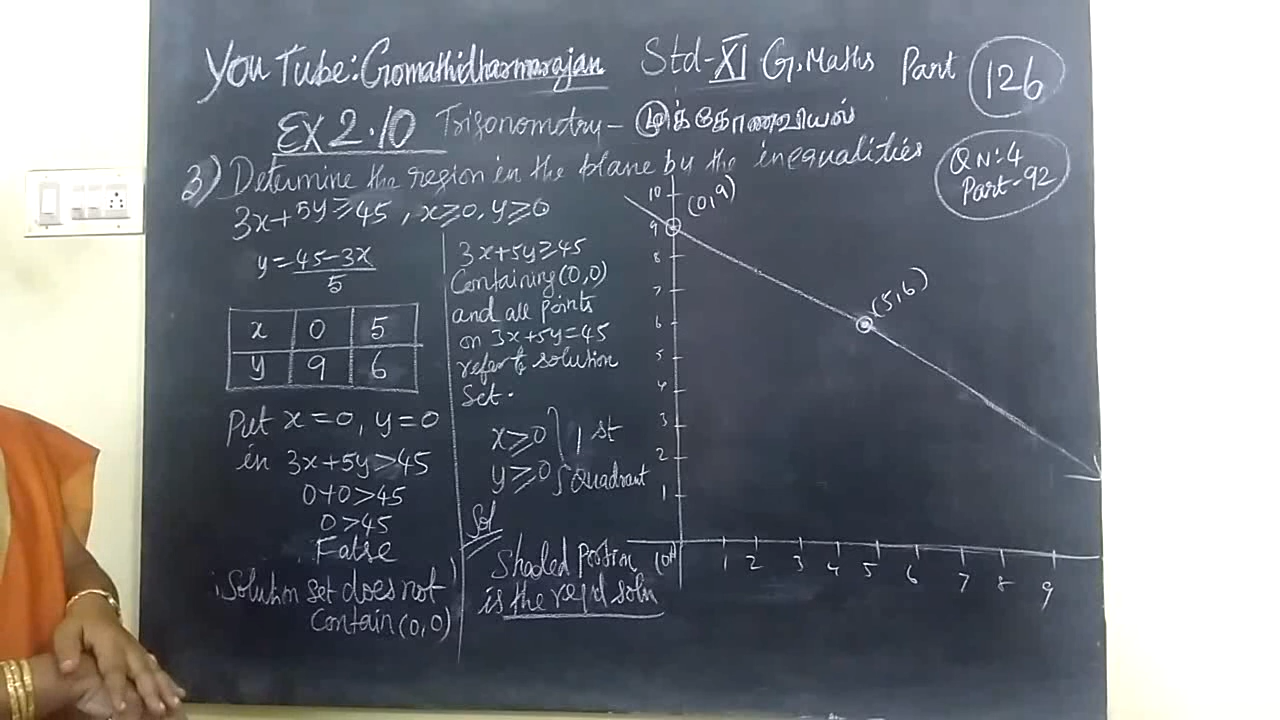 You Tube: Gomathidharmarajan Std-XI G.Maths Part 126
EX 2.10 Trigonometry - முக்கோணவியல்
3) Determine the region in the plane by the inequalities
QN:4
Part-92
3x+5y≥45, x≥0, y≥0
y=45-3x
5
x 0 5
y 9 6
Put x=0, y=0
in 3x+5y>45
0+0>45
0>45
False
Solution set does not
Contain (0,0)
3x+5y≥45
Containing (0,0)
and all points
on 3x+5y=45
refer to solution
set.
x≥0 } 1st
y≥0 } Quadrant
Sol
Shaded portion
is the reqd soln
10
(0,9)
9
8
7
(5,6)
6
5
4
3
2
1
1 2 3 4 5 6 7 8 9